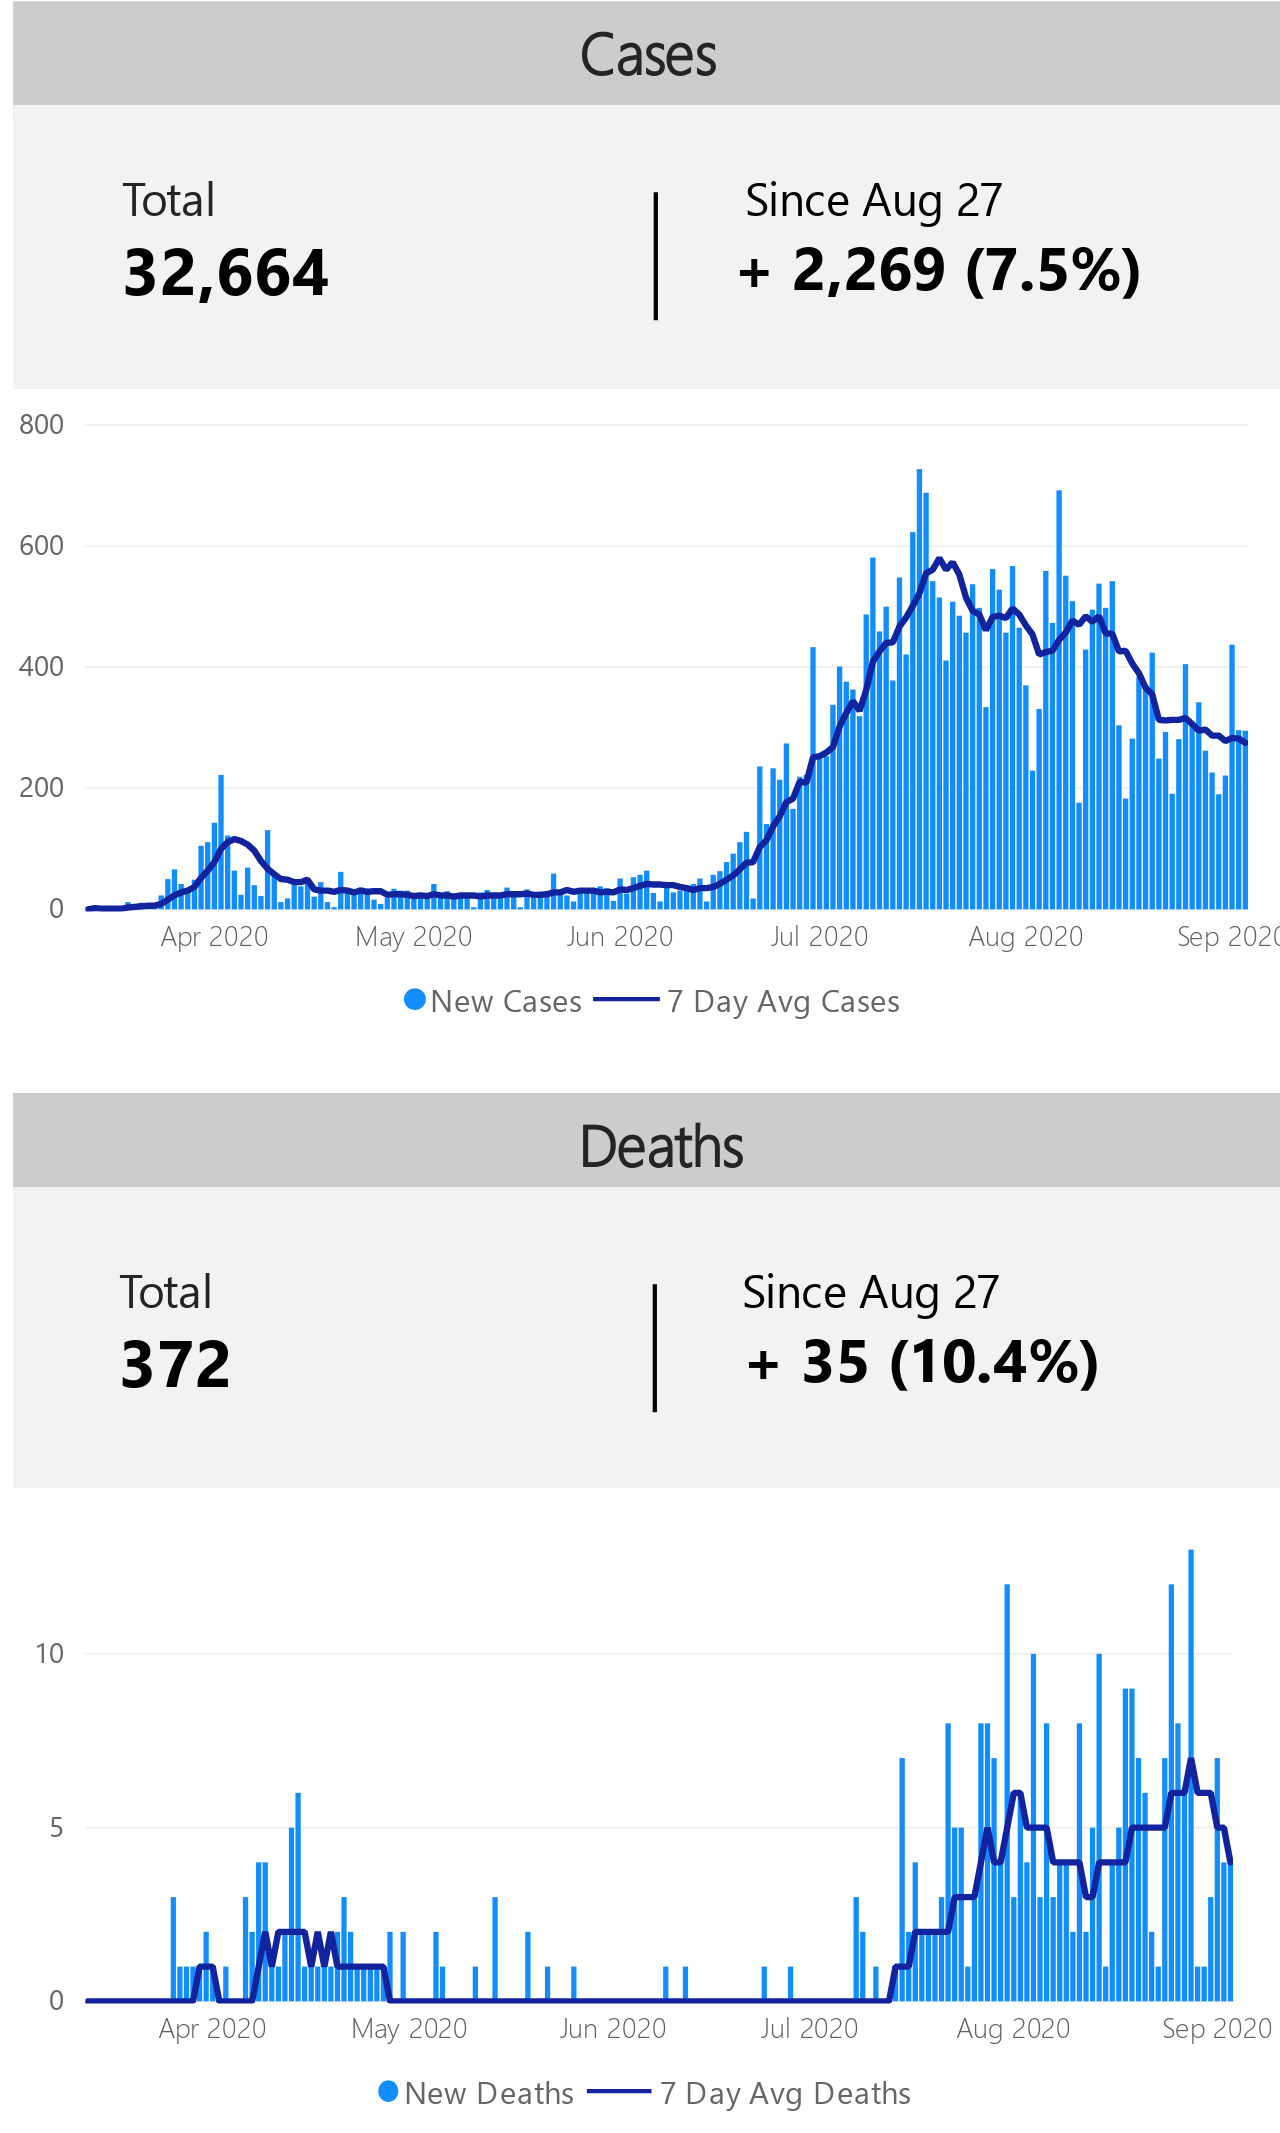 Cases
Total
Since Aug 27
32,664
+ 2,269 (7.5%)
800
600
400
200
0
Apr 2020 May 2020 Jun 2020 Jul 2020 Aug 2020 Sep 2020
New Cases 7 Day Avg Cases
Deaths
Total
Since Aug 27
372
+ 35 (10.4%)
10
5
0
Apr 2020 May 2020 Jun 2020 Jul 2020 Aug 2020 Sep 2020
New Deaths 7 Day Avg Deaths